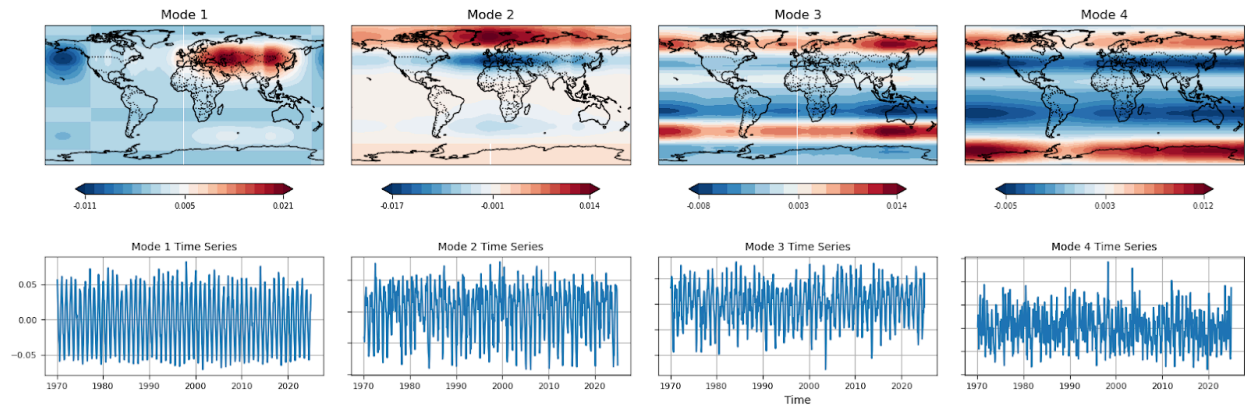 Mode 1 Mode 2 Mode 3 Mode 4
-0.011 0.005 0.021 -0.017 -0.001 0.014 -0.008 0.003 0.014 -0.005 0.003 0.012
Mode 1 Time Series Mode 2 Time Series Mode 3 Time Series Mode 4 Time Series
0.05
0.00
−0.05
1970 1980 1990 2000 2010 2020 1970 1980 1990 2000 2010 2020 1970 1980 1990 2000 2010 2020 1970 1980 1990 2000 2010 2020
Time